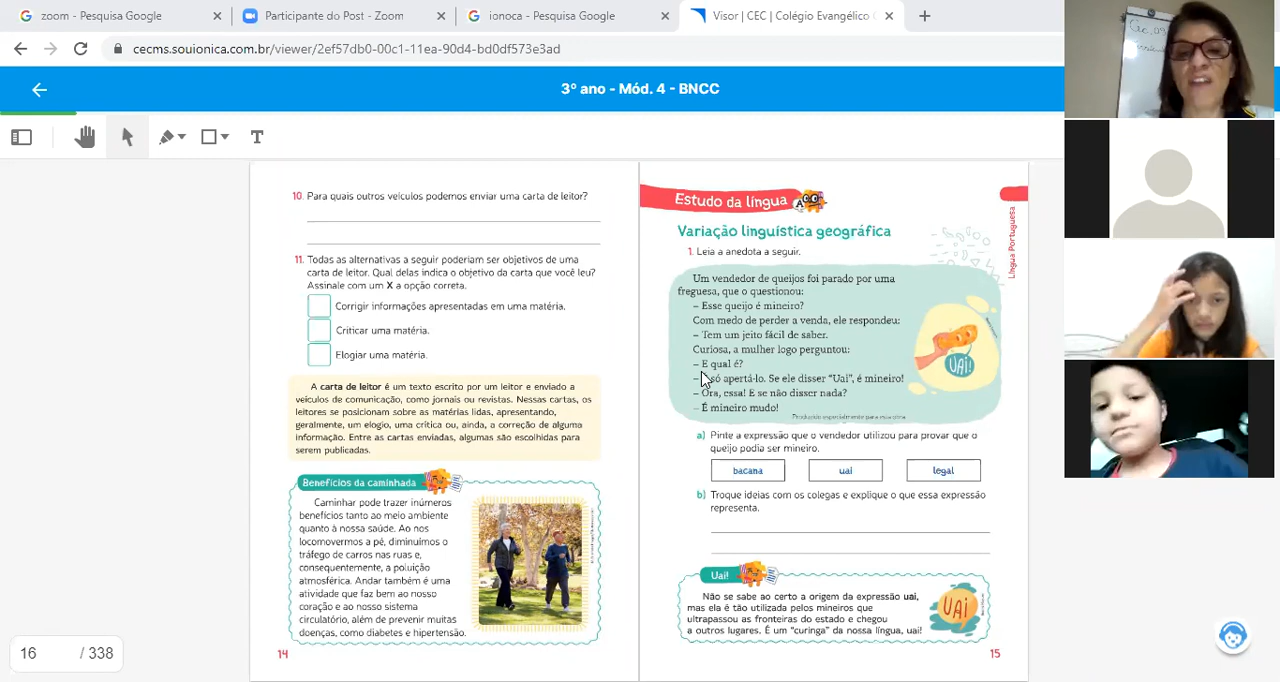 zoom - Pesquisa Google
Participante do Post - Zoom
ionoca - Pesquisa Google
Visor | CEC | Colégio Evangélico
cecms.souionica.com.br/viewer/2ef57db0-00c1-11ea-90d4-bd0df573e3ad
3º ano - Mód. 4 - BNCC
T
10. Para quais outros veículos podemos enviar uma carta de leitor?
11. Todas as alternativas a seguir poderiam ser objetivos de uma
carta de leitor. Qual delas indica o objetivo da carta que você leu?
Assinale com um X a opção correta.
Corrigir informações apresentadas em uma matéria.
Criticar uma matéria.
Elogiar uma matéria.
A carta de leitor é um texto escrito por um leitor e enviado a
veículos de comunicação, como jornais ou revistas. Nessas cartas, os
leitores se posicionam sobre as matérias lidas, apresentando,
geralmente, um elogio, uma crítica ou, ainda, a correção de alguma
informação. Entre as cartas enviadas, algumas são escolhidas para
serem publicadas.
Benefícios da caminhada
Caminhar pode trazer inúmeros
benefícios tanto ao meio ambiente
quanto à nossa saúde. Ao nos
locomovermos a pé, diminuímos o
tráfego de carros nas ruas e,
consequentemente, a poluição
atmosférica. Andar também é uma
atividade que faz bem ao nosso
coração e ao nosso sistema
circulatório, além de prevenir muitas
doenças, como diabetes e hipertensão.
14
Estudo da língua
A
Língua Portuguesa
Variação linguística geográfica
1. Leia a anedota a seguir.
Um vendedor de queijos foi parado por uma
freguesa, que o questionou:
– Esse queijo é mineiro?
Com medo de perder a venda, ele respondeu:
– Tem um jeito fácil de saber.
Curiosa, a mulher logo perguntou:
– E qual é?
– só apertá-lo. Se ele disser "Uai", é mineiro!
– Ora, essa! E se não disser nada?
– É mineiro mudo!
UAI!
Produzido especialmente para esta obra.
a) Pinte a expressão que o vendedor utilizou para provar que o
queijo podia ser mineiro.
bacana uai legal
b) Troque ideias com os colegas e explique o que essa expressão
representa.
Uai!
Não se sabe ao certo a origem da expressão uai,
mas ela é tão utilizada pelos mineiros que
ultrapassou as fronteiras do estado e chegou
a outros lugares. É um "curinga" da nossa língua, uai!
UAI
15
16 / 338